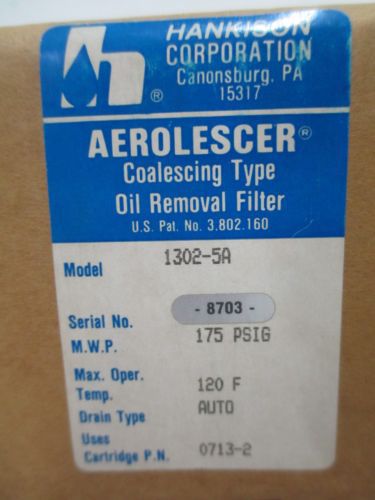 HANKISON
CORPORATION
Canonsburg, PA
15317
h ®
AEROLESCER®
Coalescing Type
Oil Removal Filter
U.S. Pat. No. 3.802.160
Model 1302-5A
Serial No. - 8703 -
M.W.P. 175 PSIG
Max. Oper.
Temp. 120 F
Drain Type AUTO
Uses
Cartridge P.N. 0713-2